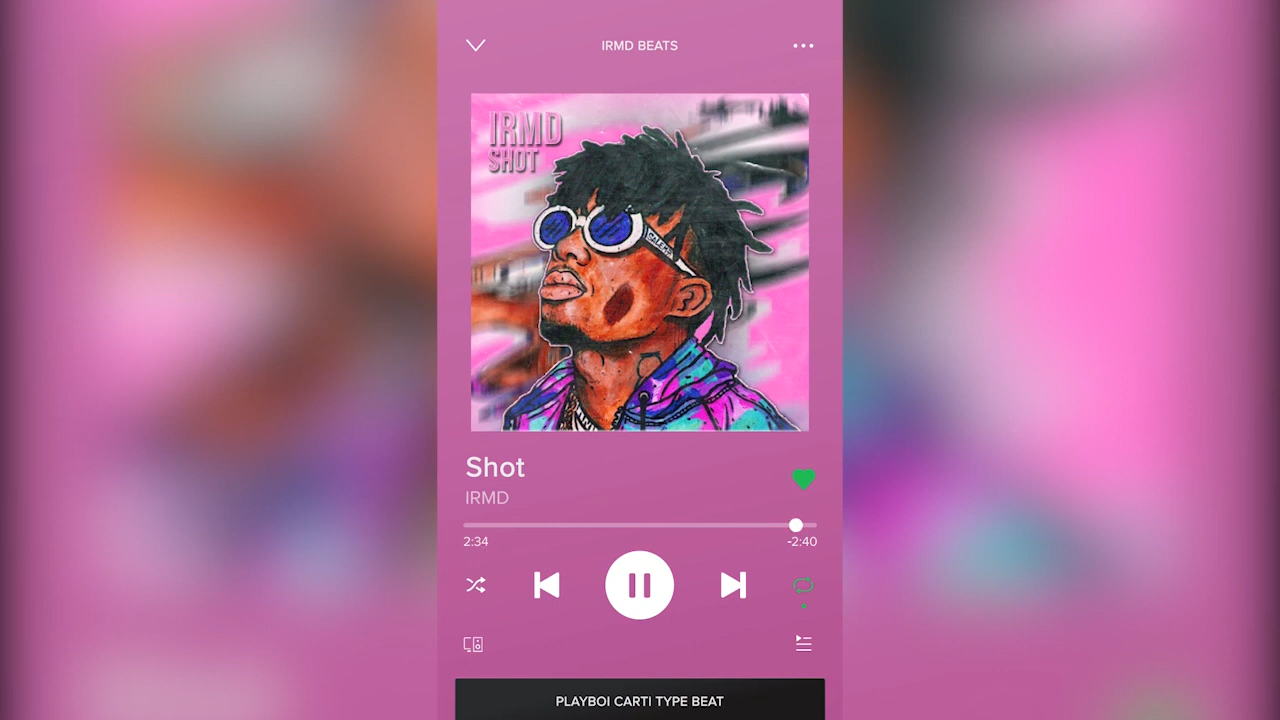 IRMD BEATS
IRMD
SHOT
Shot
IRMD
2:34
-2:40
PLAYBOI CARTI TYPE BEAT